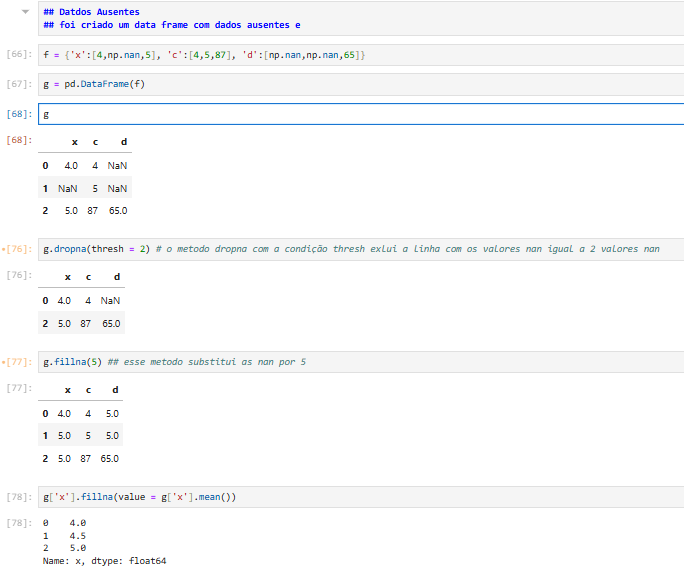 ## Datdos Ausentes
## foi criado um data frame com dados ausentes e
[66]: f = {'x':[4,np.nan,5], 'c':[4,5,87], 'd':[np.nan,np.nan,65]}
[67]: g = pd.DataFrame(f)
[68]: g
[68]:
x c d
0 4.0 4 NaN
1 NaN 5 NaN
2 5.0 87 65.0
[76]: g.dropna(thresh = 2) # o metodo dropna com a condição thresh exlui a linha com os valores nan igual a 2 valores nan
[76]:
x c d
0 4.0 4 NaN
2 5.0 87 65.0
[77]: g.fillna(5) ## esse metodo substitui as nan por 5
[77]:
x c d
0 4.0 4 5.0
1 5.0 5 5.0
2 5.0 87 65.0
[78]: g['x'].fillna(value = g['x'].mean())
[78]: 0 4.0
1 4.5
2 5.0
Name: x, dtype: float64